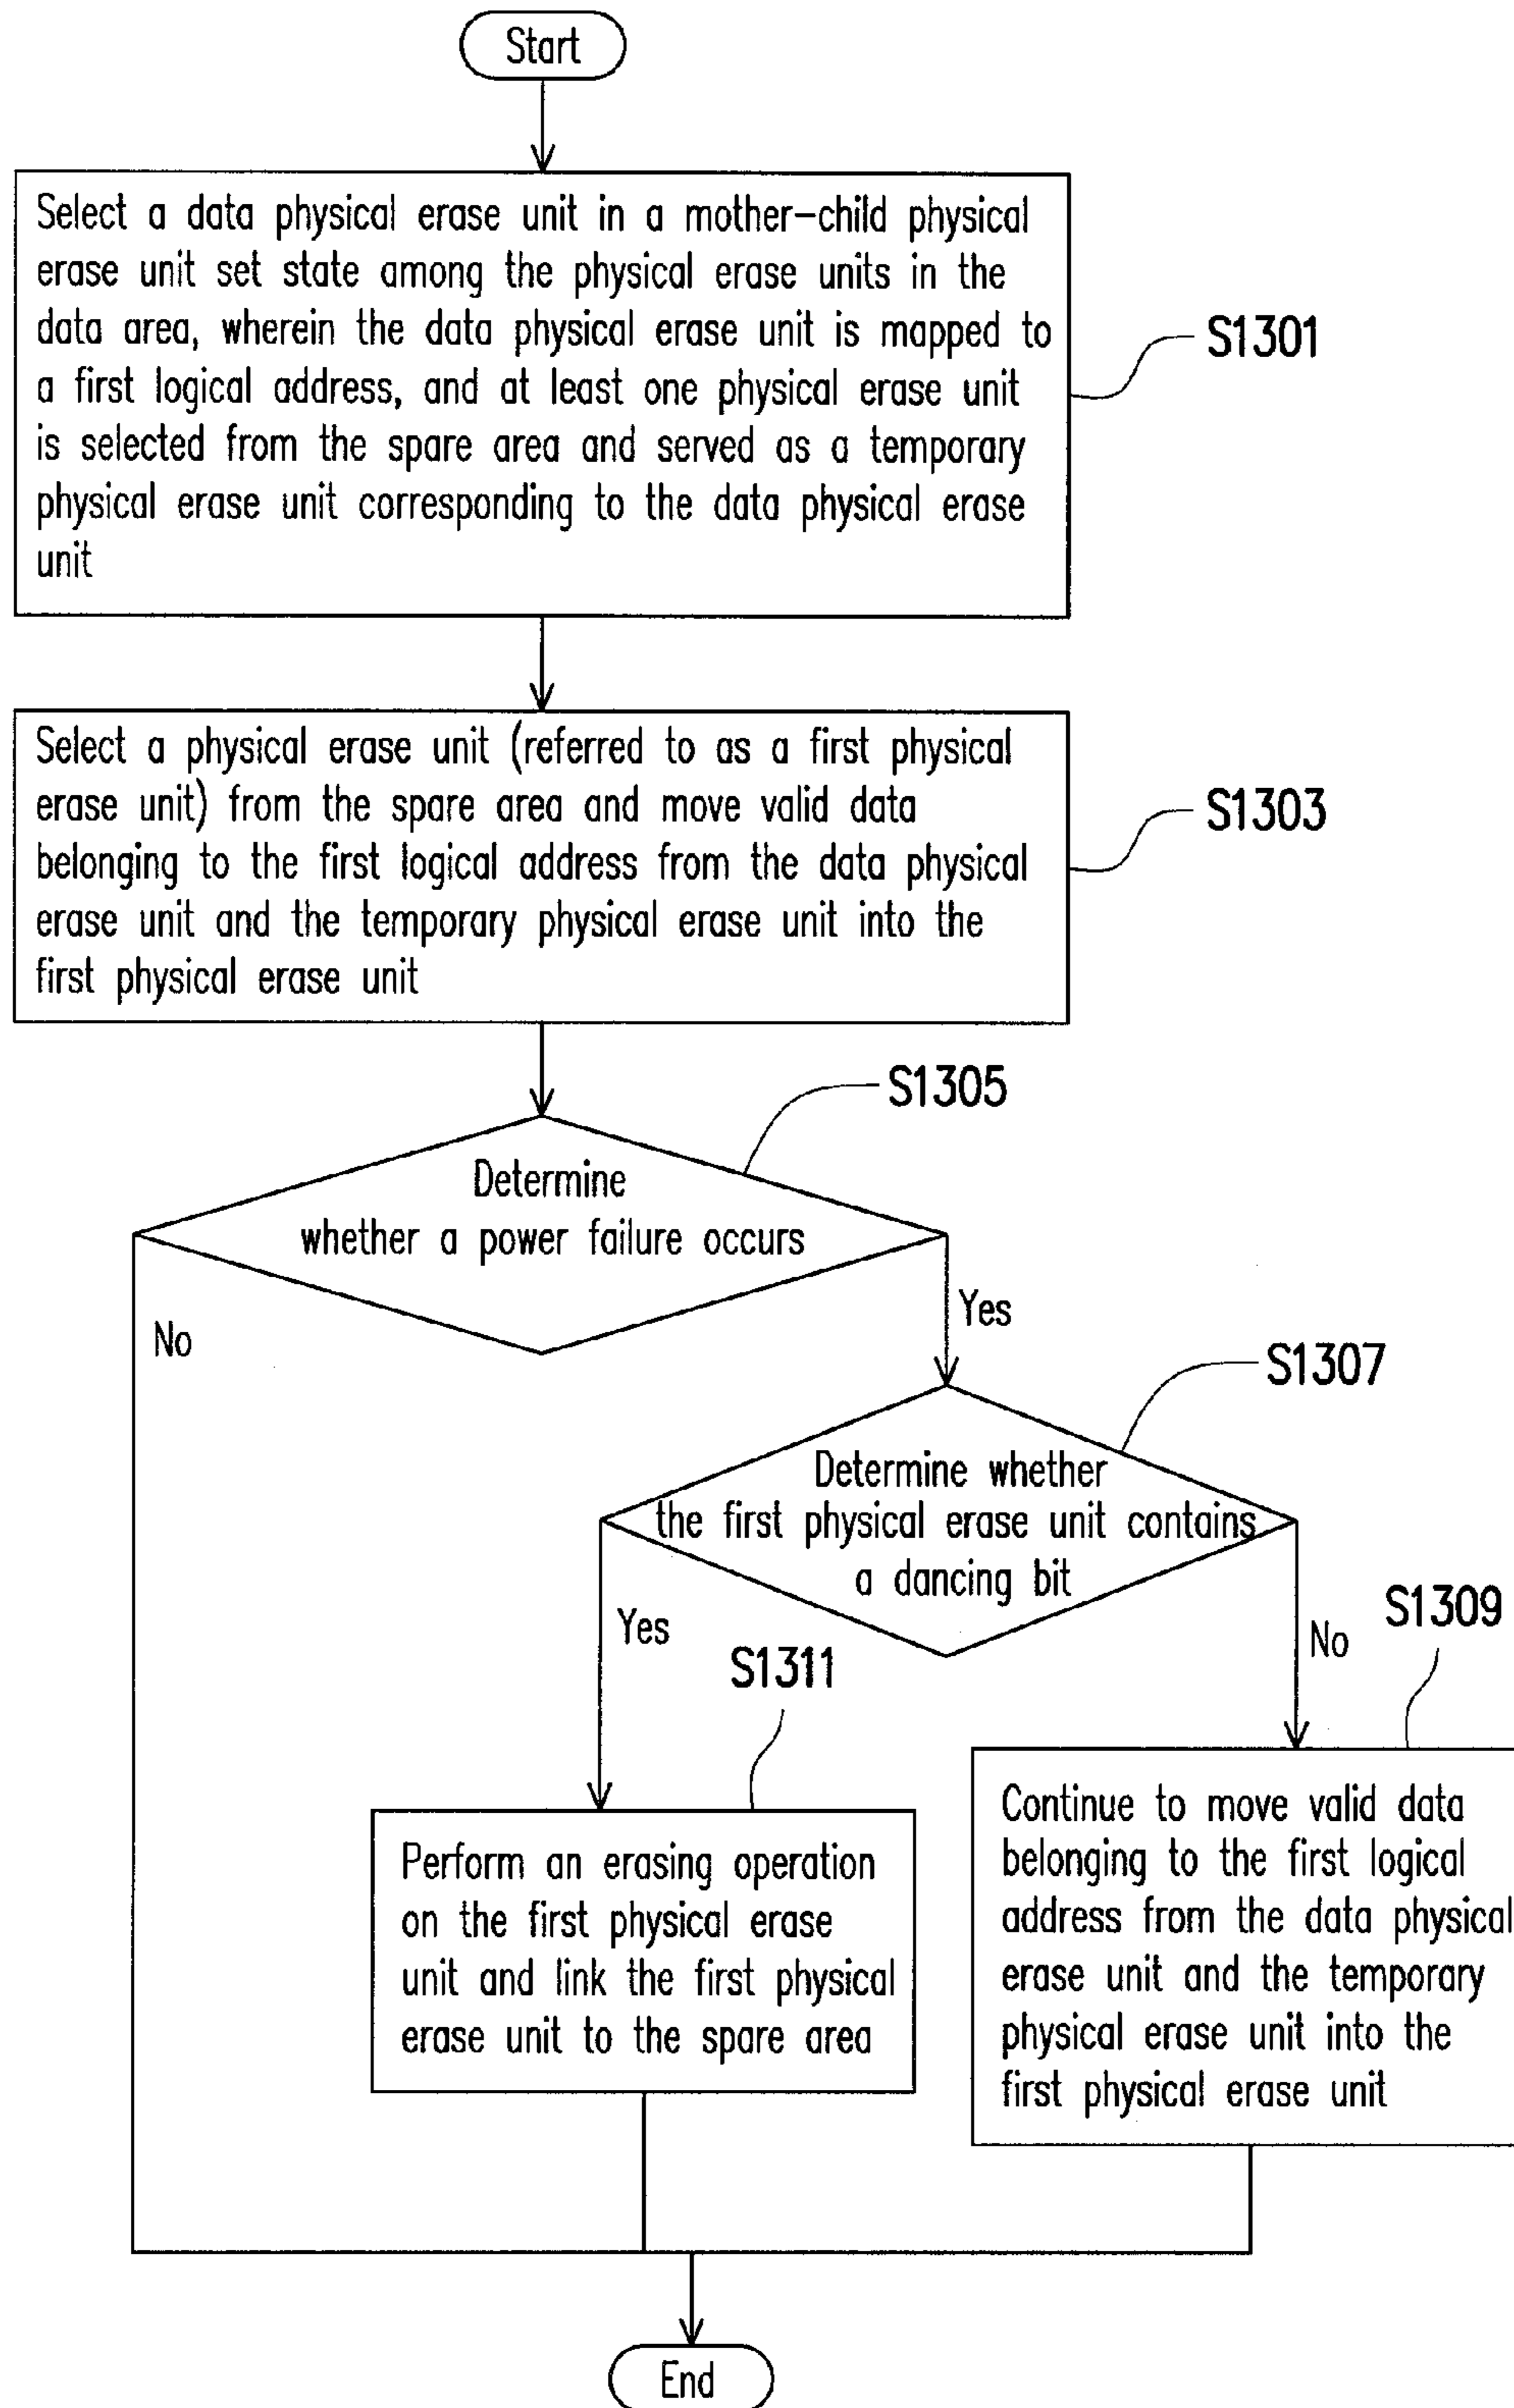 Start
Select a data physical erase unit in a mother-child physical
erase unit set state among the physical erase units in the
data area, wherein the data physical erase unit is mapped to
a first logical address, and at least one physical erase unit
is selected from the spare area and served as a temporary
physical erase unit corresponding to the data physical erase
unit
S1301
Select a physical erase unit (referred to as a first physical
erase unit) from the spare area and move valid data
belonging to the first logical address from the data physical
erase unit and the temporary physical erase unit into the
first physical erase unit
S1303
S1305
Determine
whether a power failure occurs
No
Yes
S1307
Determine whether
the first physical erase unit contains
a dancing bit
Yes
No
S1311
S1309
Perform an erasing operation
on the first physical erase
unit and link the first physical
erase unit to the spare area
Continue to move valid data
belonging to the first logical
address from the data physical
erase unit and the temporary
physical erase unit into the
first physical erase unit
End